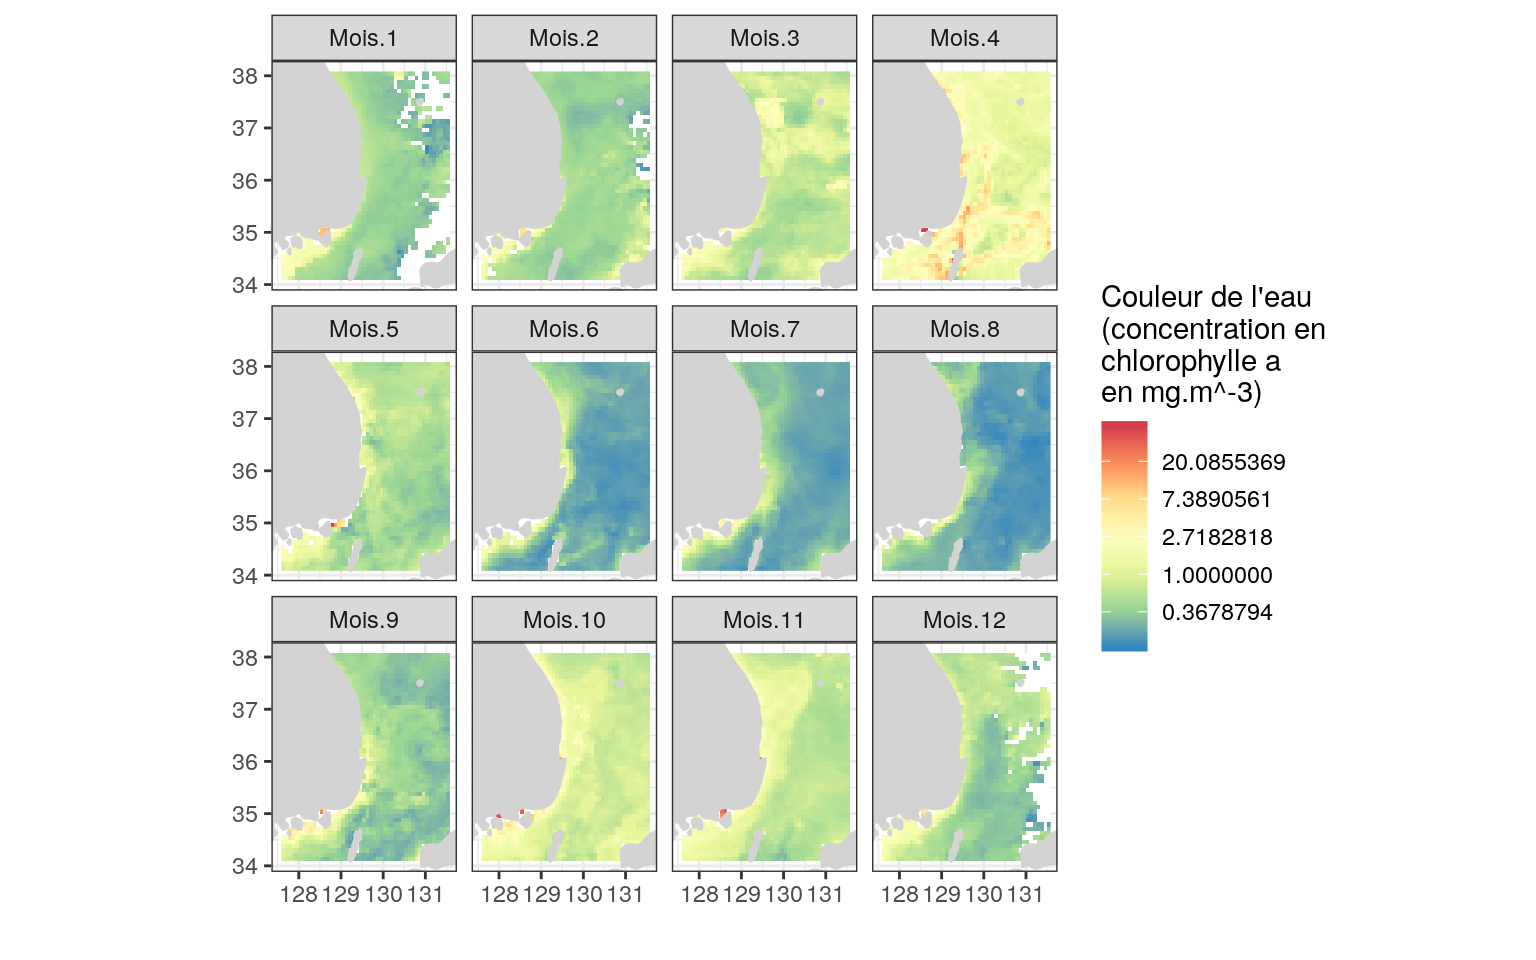 Mois.1 Mois.2 Mois.3 Mois.4
38
37
36
35
34
Mois.5 Mois.6 Mois.7 Mois.8
38
37
36
35
34
Mois.9 Mois.10 Mois.11 Mois.12
38
37
36
35
34
128 129 130 131 128 129 130 131 128 129 130 131 128 129 130 131
Couleur de l'eau
(concentration en
chlorophylle a
en mg.m^-3)
20.0855369
7.3890561
2.7182818
1.0000000
0.3678794